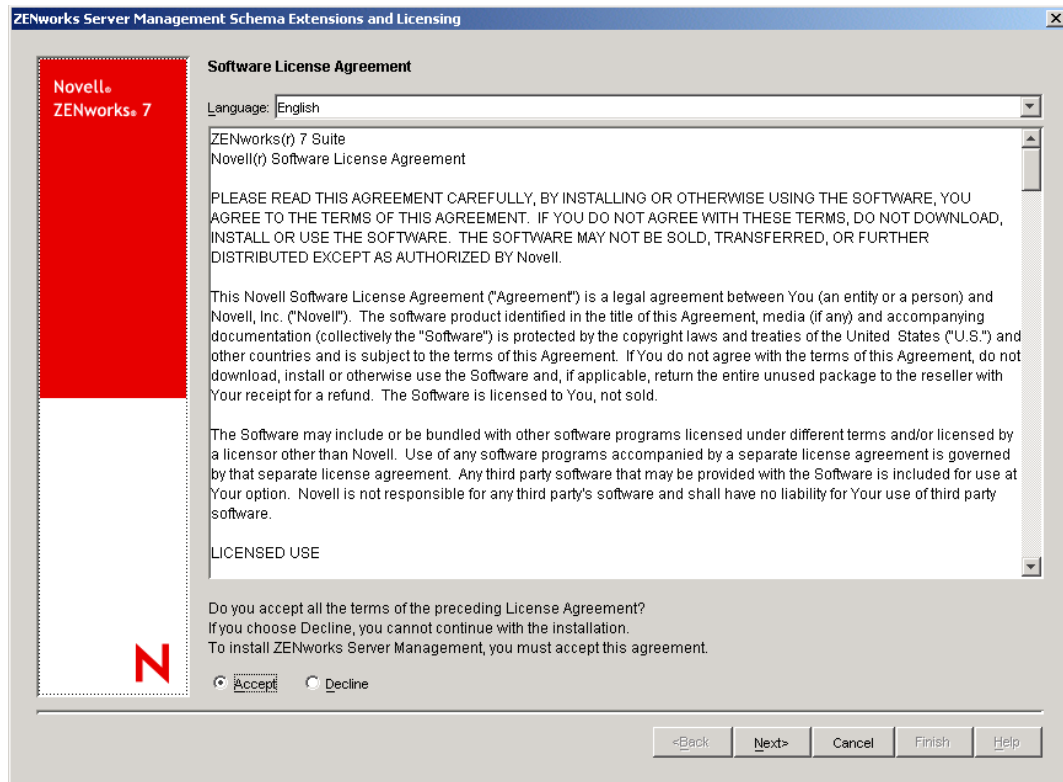 ZENworks Server Management Schema Extensions and Licensing
Novell®
ZENworks® 7
Software License Agreement
Language: English
ZENworks(r) 7 Suite
Novell(r) Software License Agreement
PLEASE READ THIS AGREEMENT CAREFULLY, BY INSTALLING OR OTHERWISE USING THE SOFTWARE, YOU
AGREE TO THE TERMS OF THIS AGREEMENT. IF YOU DO NOT AGREE WITH THESE TERMS, DO NOT DOWNLOAD,
INSTALL OR USE THE SOFTWARE. THE SOFTWARE MAY NOT BE SOLD, TRANSFERRED, OR FURTHER
DISTRIBUTED EXCEPT AS AUTHORIZED BY Novell.
This Novell Software License Agreement ("Agreement") is a legal agreement between You (an entity or a person) and
Novell, Inc. ("Novell"). The software product identified in the title of this Agreement, media (if any) and accompanying
documentation (collectively the "Software") is protected by the copyright laws and treaties of the United States ("U.S.") and
other countries and is subject to the terms of this Agreement. If You do not agree with the terms of this Agreement, do not
download, install or otherwise use the Software and, if applicable, return the entire unused package to the reseller with
Your receipt for a refund. The Software is licensed to You, not sold.
The Software may include or be bundled with other software programs licensed under different terms and/or licensed by
a licensor other than Novell. Use of any software programs accompanied by a separate license agreement is governed
by that separate license agreement. Any third party software that may be provided with the Software is included for use at
Your option. Novell is not responsible for any third party's software and shall have no liability for Your use of third party
software.
LICENSED USE
Do you accept all the terms of the preceding License Agreement?
If you choose Decline, you cannot continue with the installation.
To install ZENworks Server Management, you must accept this agreement.
N
Accept Decline
<Back Next> Cancel Finish Help